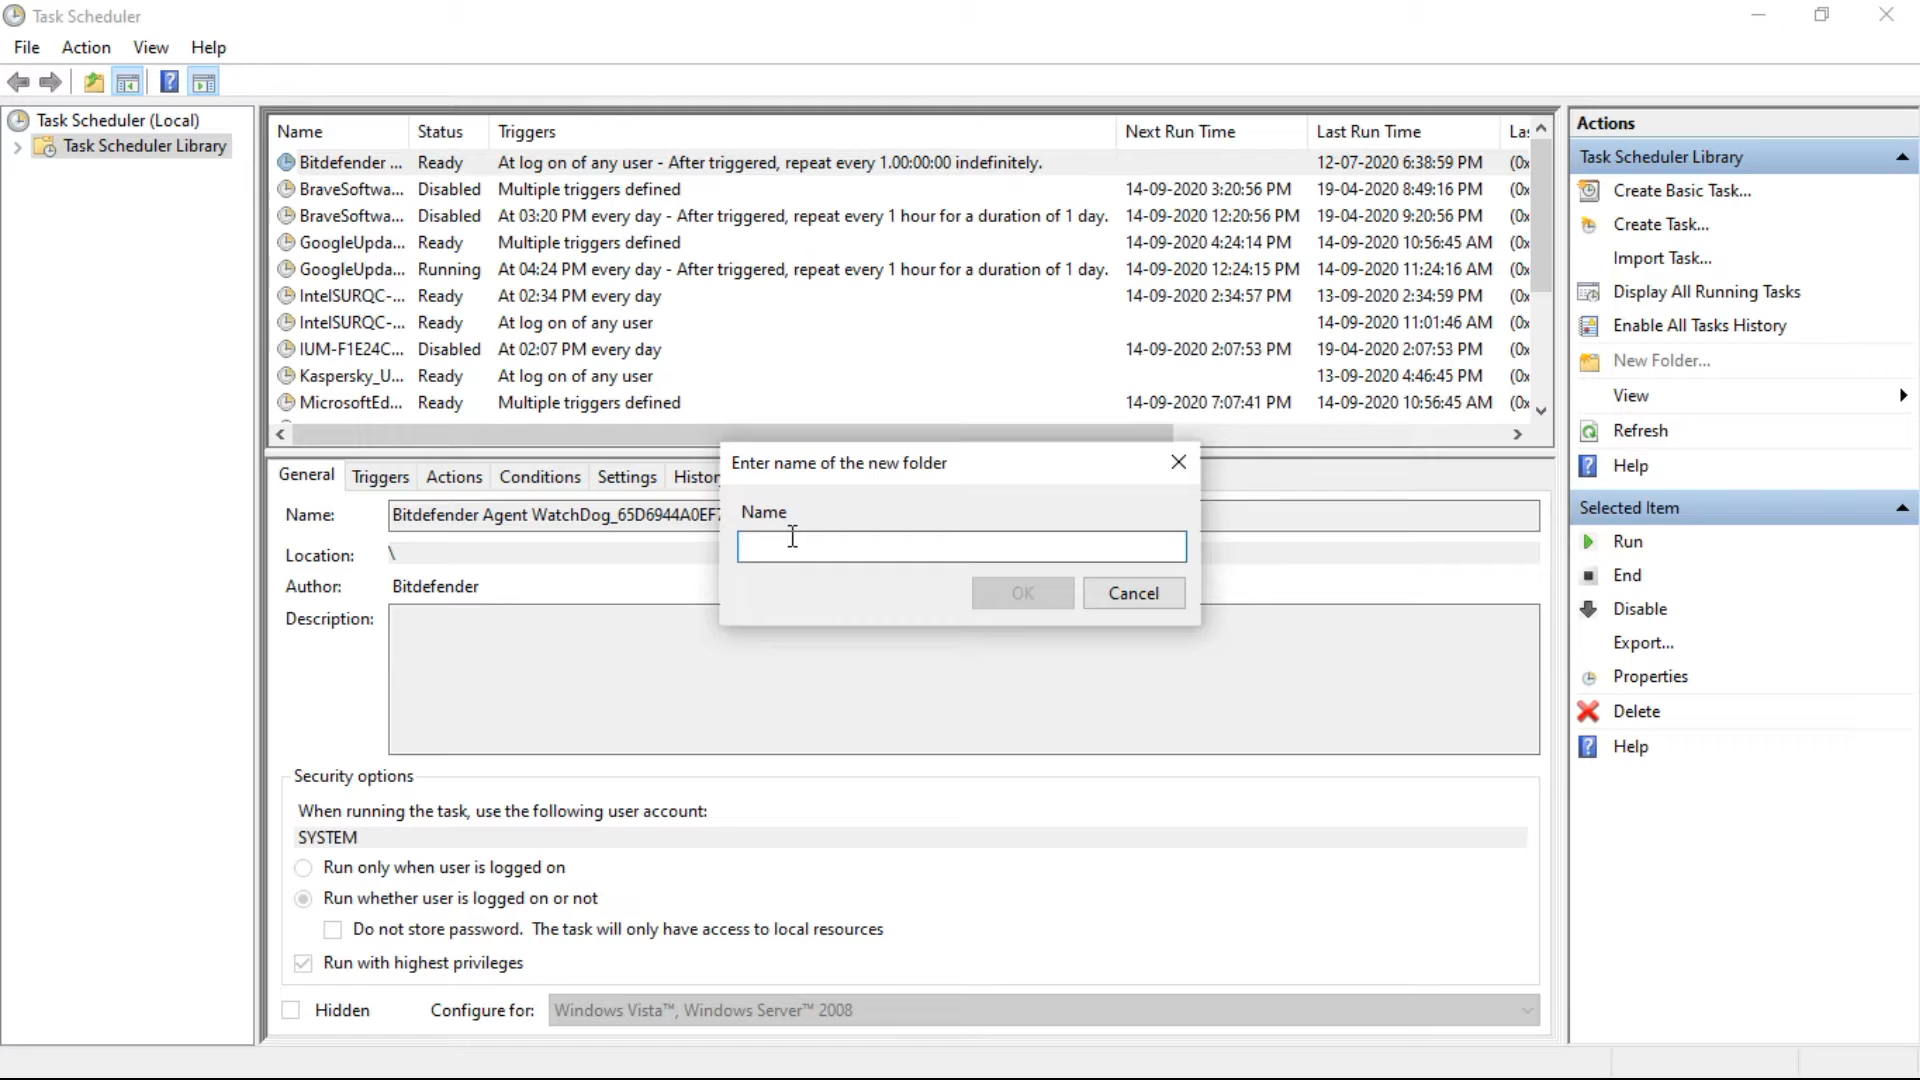 Task Scheduler
File Action View Help
Task Scheduler (Local)
Task Scheduler Library
Name Status Triggers Next Run Time Last Run Time
Bitdefender ... Ready At log on of any user - After triggered, repeat every 1.00:00:00 indefinitely. 12-07-2020 6:38:59 PM (0x
BraveSoftwa... Disabled Multiple triggers defined 14-09-2020 3:20:56 PM 19-04-2020 8:49:16 PM (0x
BraveSoftwa... Disabled At 03:20 PM every day - After triggered, repeat every 1 hour for a duration of 1 day. 14-09-2020 12:20:56 PM 19-04-2020 9:20:56 PM (0x
GoogleUpda... Ready Multiple triggers defined 14-09-2020 4:24:14 PM 14-09-2020 10:56:45 AM (0x
GoogleUpda... Running At 04:24 PM every day - After triggered, repeat every 1 hour for a duration of 1 day. 14-09-2020 12:24:15 PM 14-09-2020 11:24:16 AM (0x
IntelSURQC-... Ready At 02:34 PM every day 14-09-2020 2:34:57 PM 13-09-2020 2:34:59 PM (0x
IntelSURQC-... Ready At log on of any user 14-09-2020 11:01:46 AM (0x
IUM-F1E24C... Disabled At 02:07 PM every day 14-09-2020 2:07:53 PM 19-04-2020 2:07:53 PM (0x
Kaspersky_U... Ready At log on of any user 13-09-2020 4:46:45 PM (0x
MicrosoftEd... Ready Multiple triggers defined 14-09-2020 7:07:41 PM 14-09-2020 10:56:45 AM (0x
General Triggers Actions Conditions Settings Histor
Name: Bitdefender Agent WatchDog_65D6944A0EF7
Location: \
Author: Bitdefender
Description:
Security options
When running the task, use the following user account:
SYSTEM
Run only when user is logged on
Run whether user is logged on or not
Do not store password. The task will only have access to local resources
Run with highest privileges
Hidden Configure for: Windows Vista™, Windows Server™ 2008
Enter name of the new folder
Name
OK Cancel
Actions
Task Scheduler Library
Create Basic Task...
Create Task...
Import Task...
Display All Running Tasks
Enable All Tasks History
New Folder...
View
Refresh
Help
Selected Item
Run
End
Disable
Export...
Properties
Delete
Help